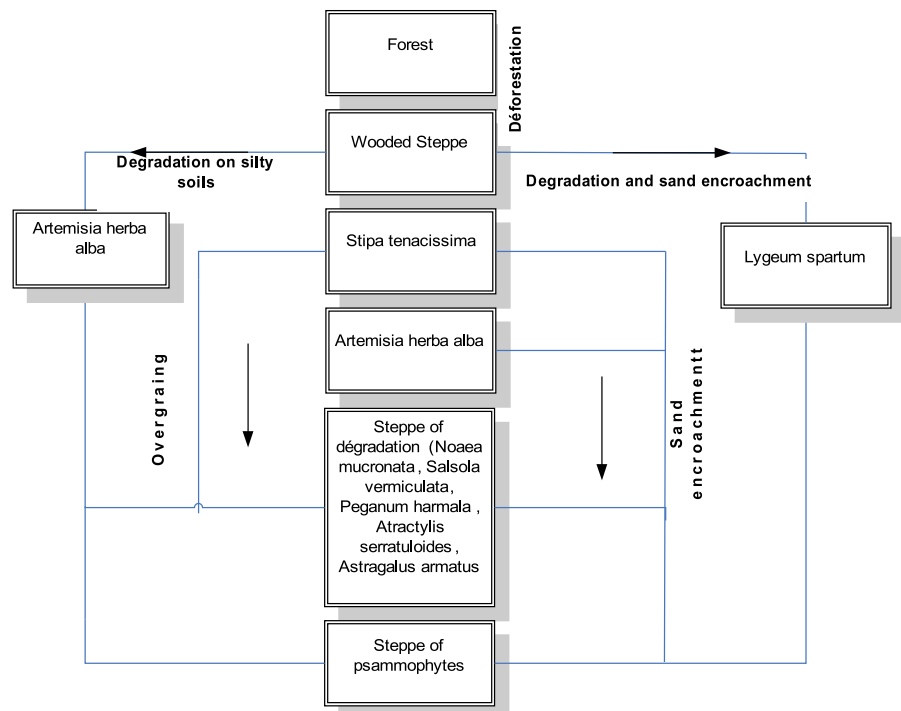 Forest
Déforestation
Wooded Steppe
Degradation on silty
soils
Degradation and sand encroachment
Artemisia herba
alba
Stipa tenacissima
Lygeum spartum
Artemisia herba alba
Overgraing
Sand
encroachmentt
Steppe of
dégradation (Noaea
mucronata, Salsola
vermiculata,
Peganum harmala ,
Atractylis
serratuloides,
Astragalus armatus
Steppe of
psammophytes